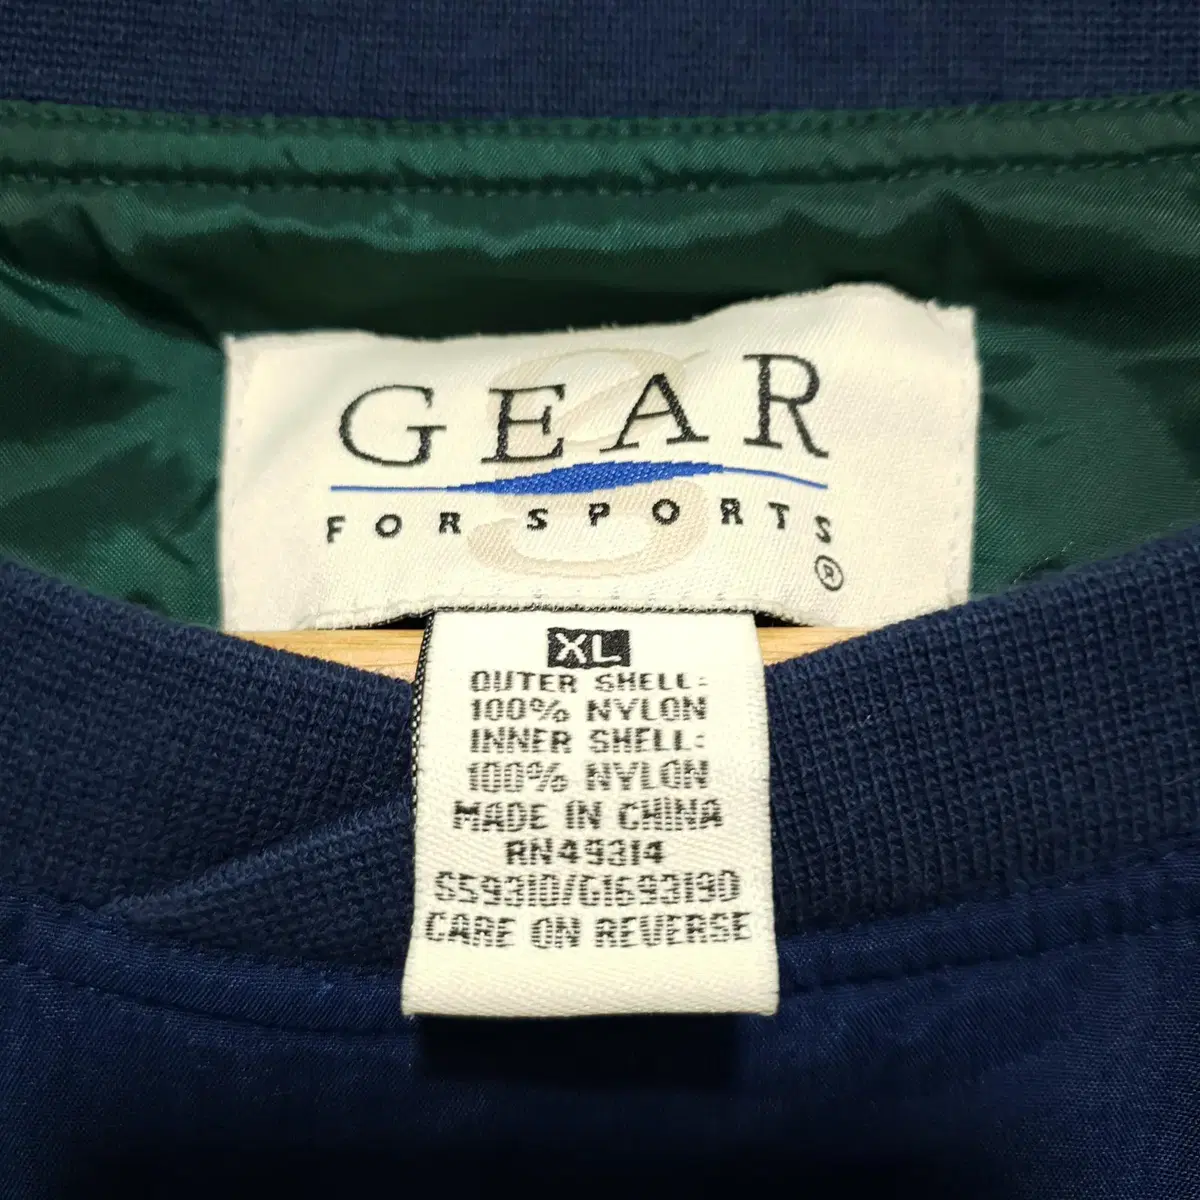 GEAR
FOR SPORTS
®
XL
OUTER SHELL:
100% NYLON
INNER SHELL:
100% NYLON
MADE IN CHINA
RN49314
S59310/G1693190
CARE ON REVERSE